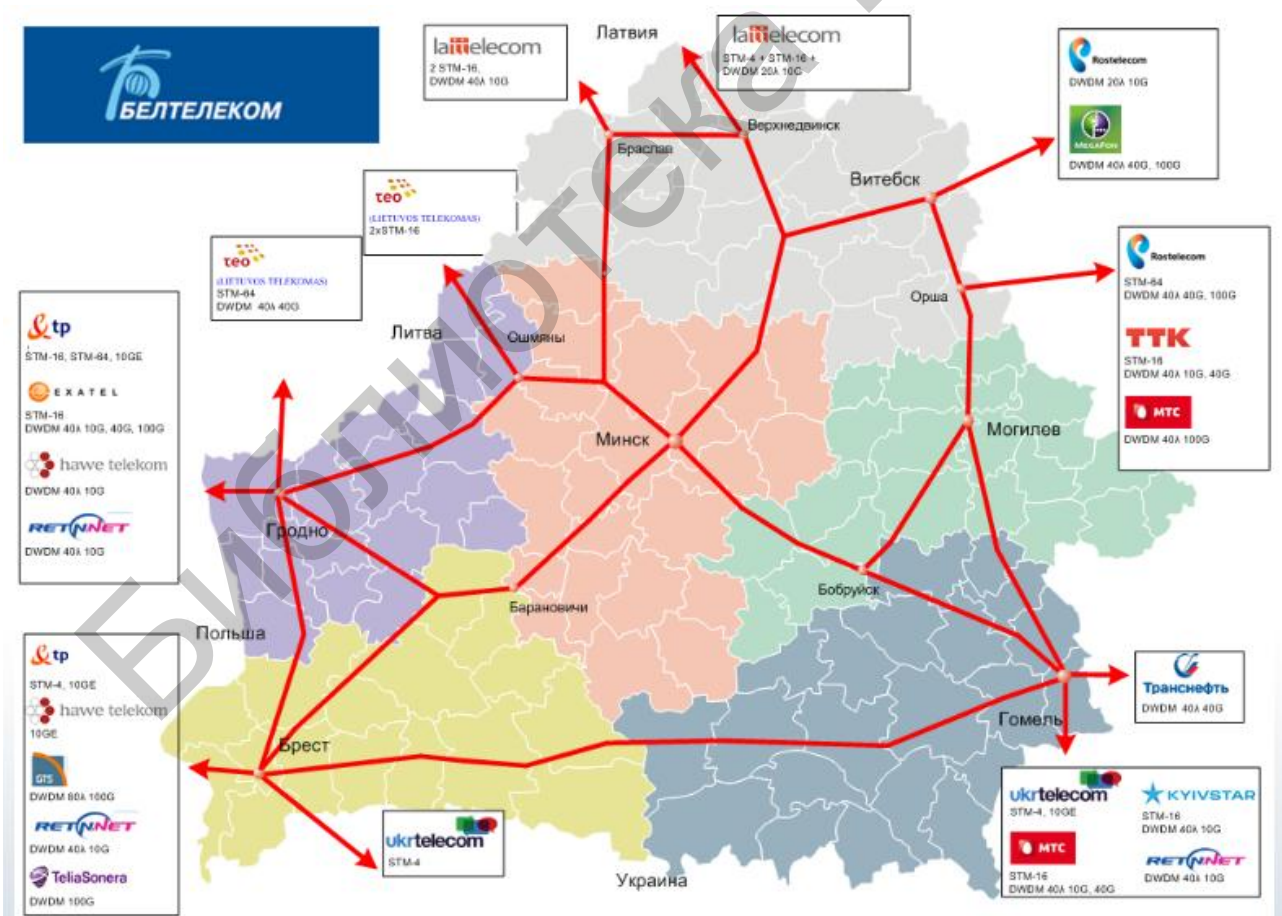 БЕЛТЕЛЕКОМ
lattelecom
2 STM-16,
DWDM 40λ 10G
Латвия
lattelecom
STM-4 + STM-16 +
DWDM 20λ 10G
Rostelecom
DWDM 20λ 10G
MEGAFON
DWDM 40λ 40G, 100G
Браслав
Верхнедвинск
Витебск
teo
(LIETUVOS TELEKOMAS)
2xSTM-16
teo
(LIETUVOS TELEKOMAS)
STM-64
DWDM 40λ 40G
Rostelecom
STM-64
DWDM 40λ 40G, 100G
ТТК
STM-16
DWDM 40λ 10G, 40G
МТС
DWDM 40λ 100G
Орша
Литва
Ошмяны
tp
STM-16, STM-64, 10GE
EXATEL
STM-16
DWDM 40λ 10G, 40G, 100G
hawe telekom
DWDM 40λ 10G
RETNNET
DWDM 40λ 10G
Минск
Могилев
Гродно
Барановичи
Бобруйск
Польша
tp
STM-4, 10GE
hawe telekom
10GE
GTS
DWDM 80λ 100G
RETNNET
DWDM 40λ 10G
TeliaSonera
DWDM 100G
Брест
ukrtelecom
STM-4
Гомель
Транснефть
DWDM 40λ 40G
ukrtelecom
STM-4, 10GE
KYIVSTAR
STM-16
DWDM 40λ 10G
МТС
STM-16
DWDM 40λ 10G, 40G
RETNNET
DWDM 40λ 10G
Украина
Библиотека